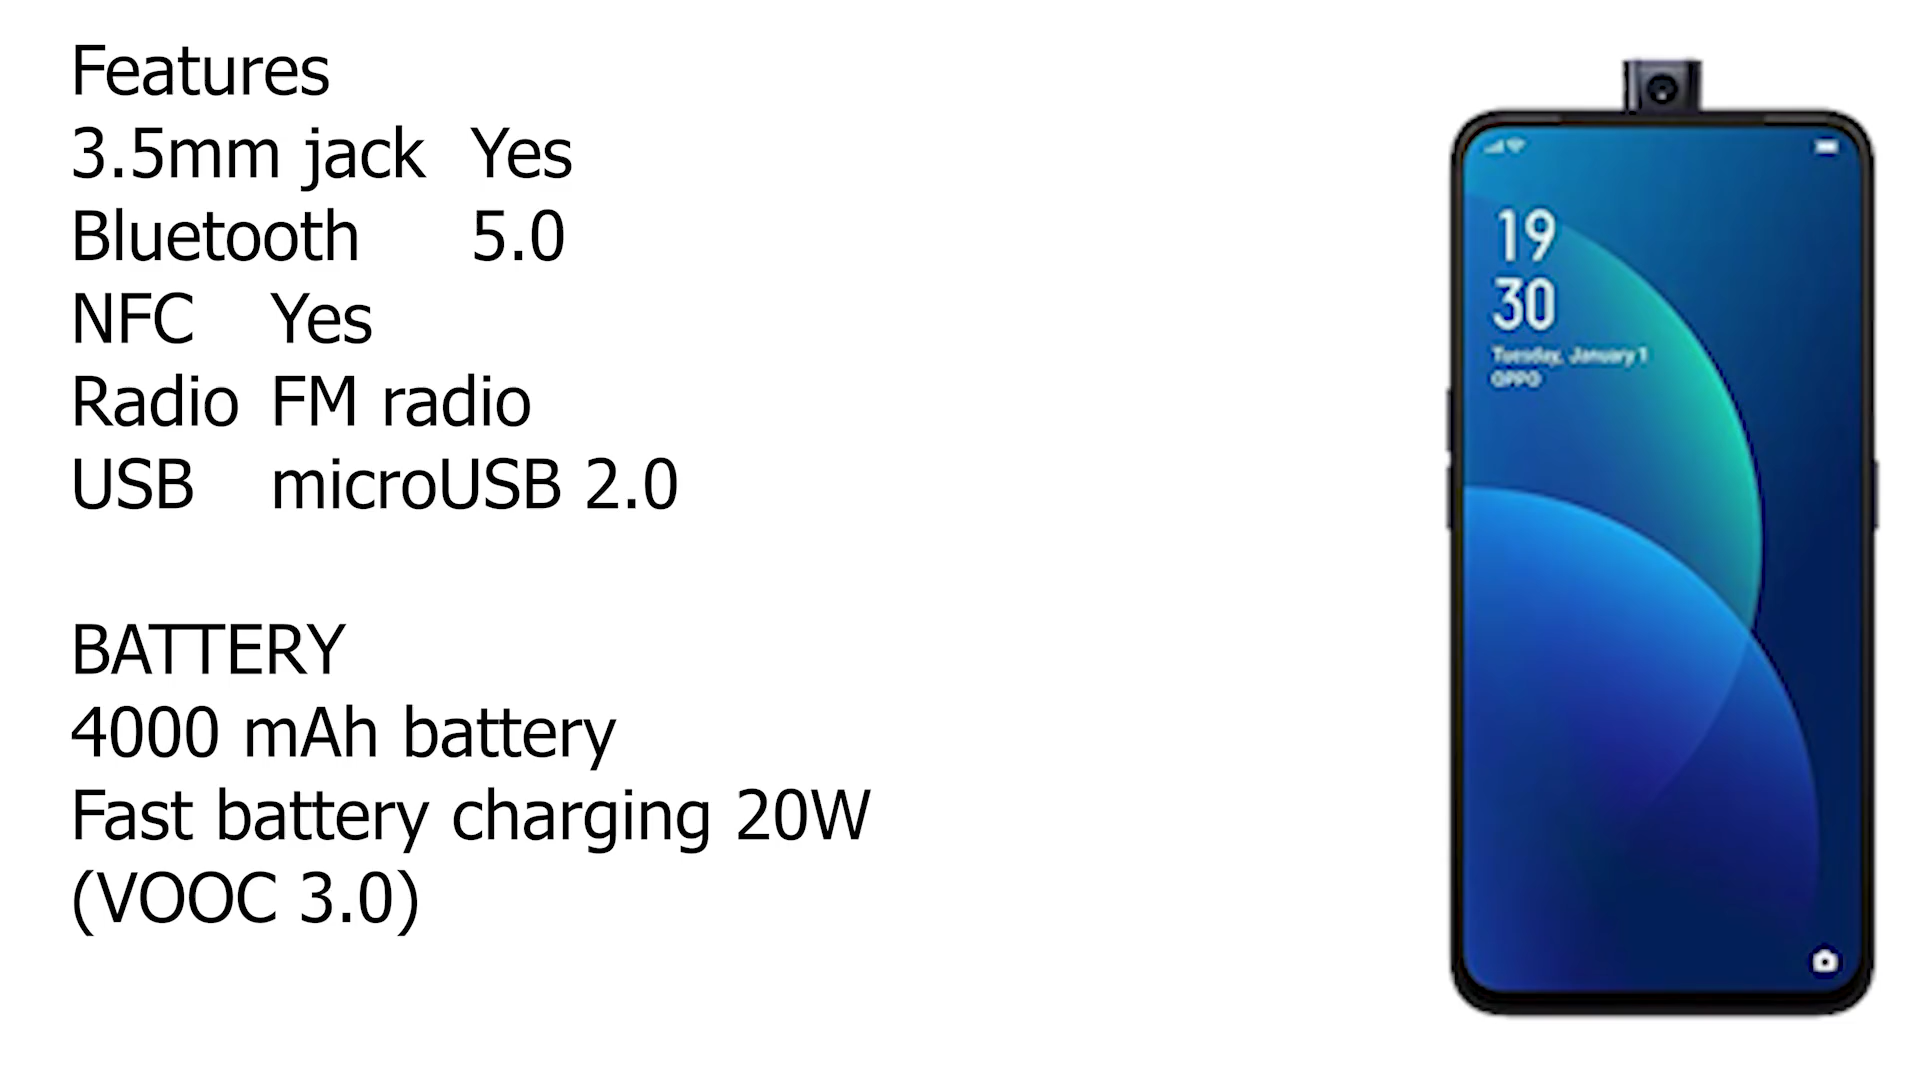 Features
3.5mm jack Yes
Bluetooth 5.0
NFC Yes
Radio FM radio
USB microUSB 2.0
BATTERY
4000 mAh battery
Fast battery charging 20W
(VOOC 3.0)
19
30
Tuesday, January 1
OPPO